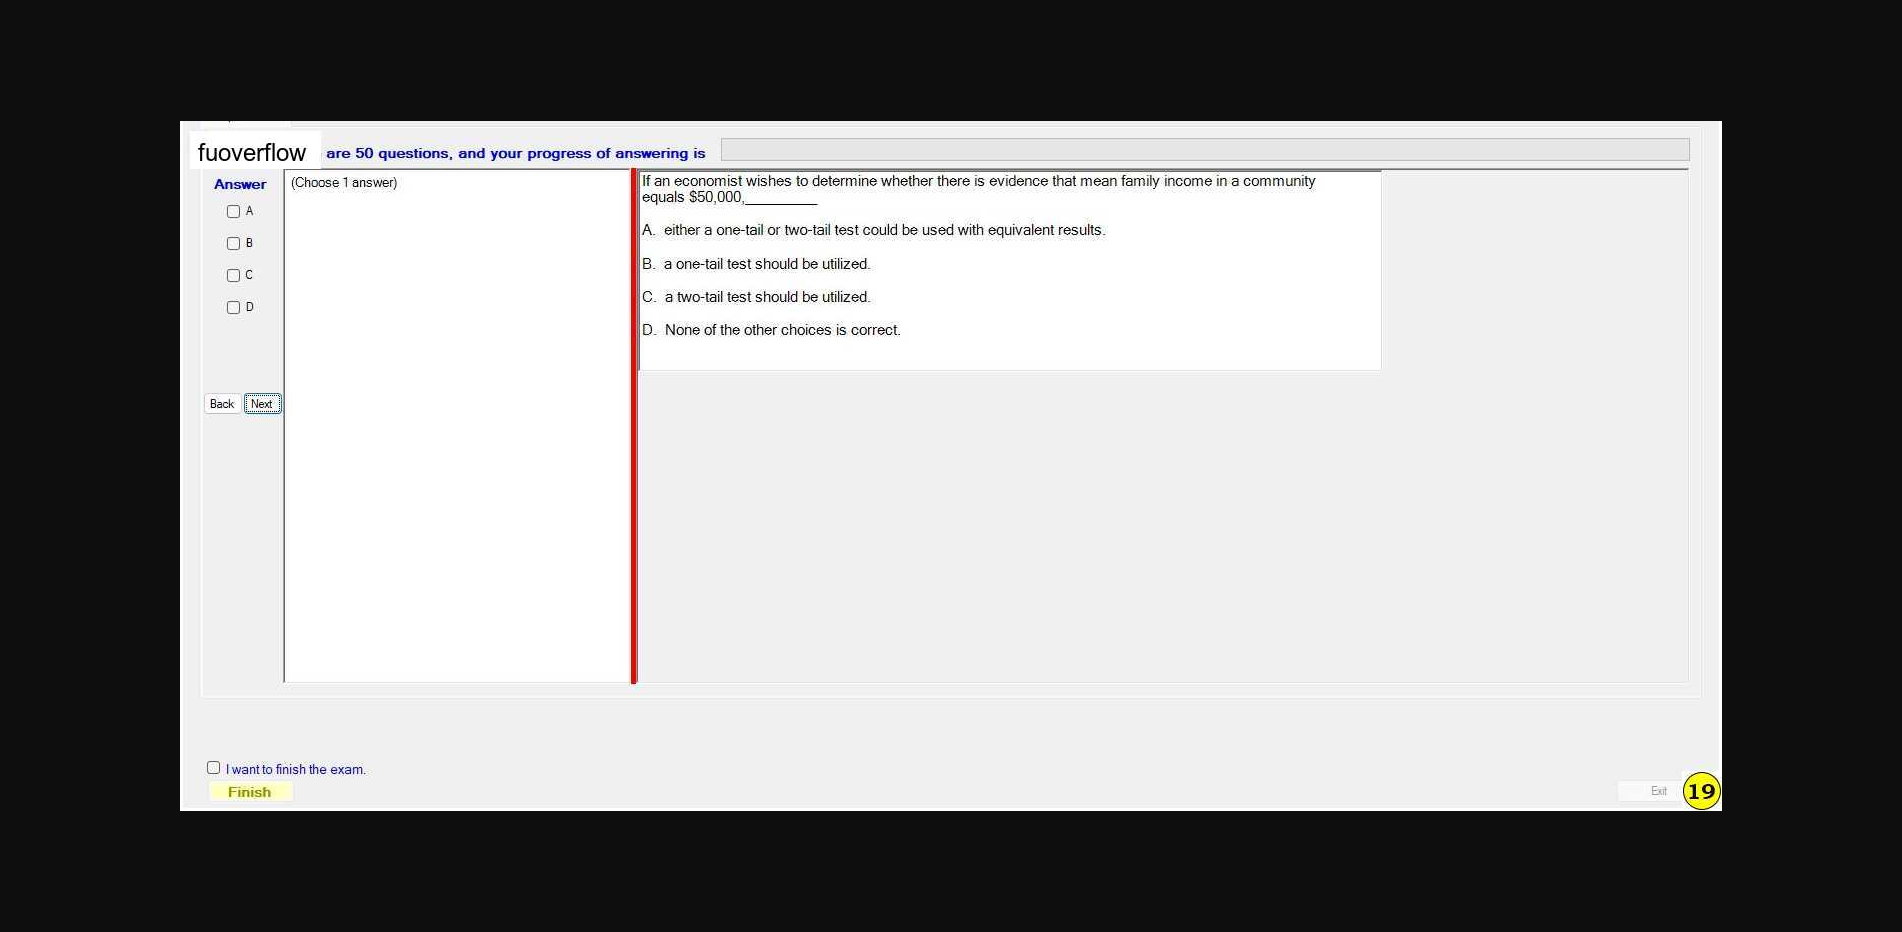 fuoverflow are 50 questions, and your progress of answering is
Answer
A
B
C
D
Back Next
(Choose 1 answer)
If an economist wishes to determine whether there is evidence that mean family income in a community
equals $50,000,_________
A. either a one-tail or two-tail test could be used with equivalent results.
B. a one-tail test should be utilized.
C. a two-tail test should be utilized.
D. None of the other choices is correct.
I want to finish the exam.
Finish
Exit
19